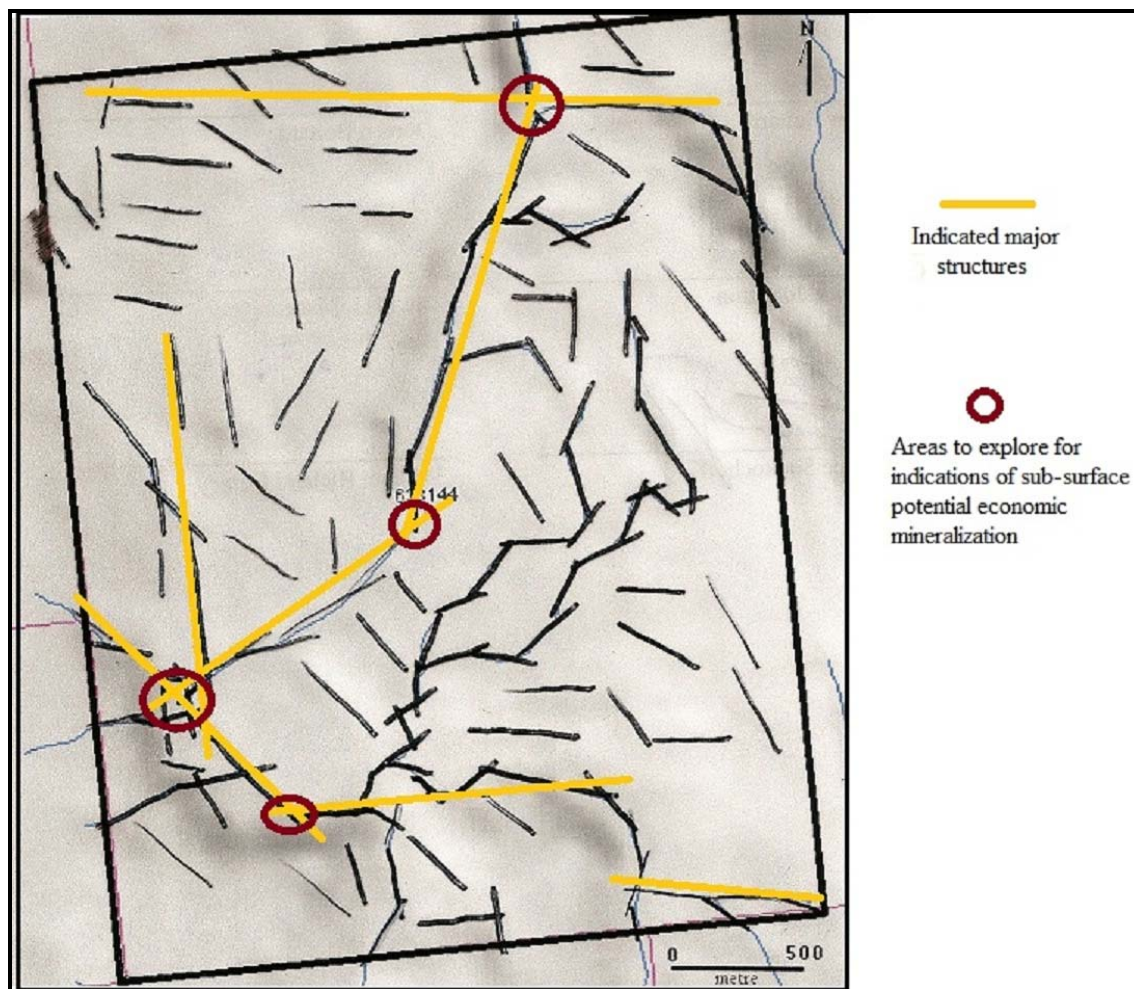 N
Indicated major
structures
Areas to explore for
indications of sub-surface
potential economic
mineralization
0 500
metre